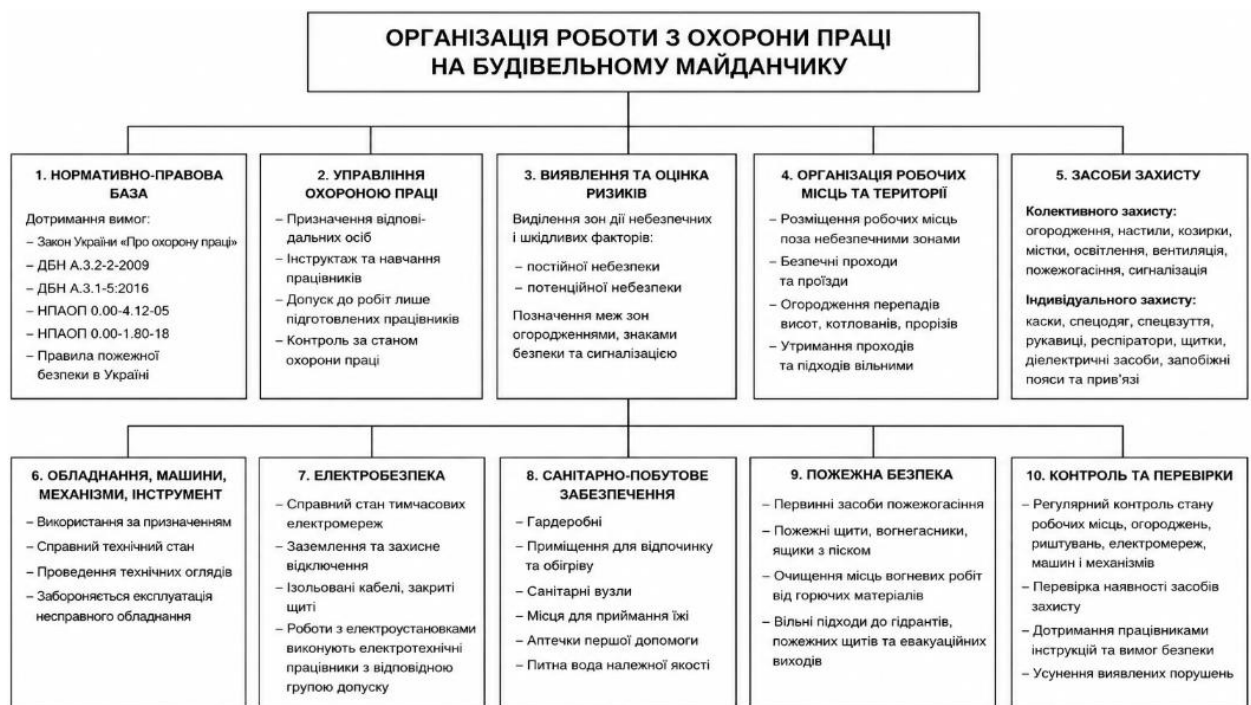 ОРГАНІЗАЦІЯ РОБОТИ З ОХОРОНИ ПРАЦІ
НА БУДІВЕЛЬНОМУ МАЙДАНЧИКУ
1. НОРМАТИВНО-ПРАВОВА
БАЗА
Дотримання вимог:
– Закон України «Про охорону праці»
– ДБН А.3.2-2-2009
– ДБН А.3.1-5:2016
– НПАОП 0.00-4.12-05
– НПАОП 0.00-1.80-18
– Правила пожежної
безпеки в Україні
2. УПРАВЛІННЯ
ОХОРОНОЮ ПРАЦІ
– Призначення відпові-
дальних осіб
– Інструктаж та навчання
працівників
– Допуск до робіт лише
підготовлених працівників
– Контроль за станом
охорони праці
3. ВИЯВЛЕННЯ ТА ОЦІНКА
РИЗИКІВ
Виділення зон дії небезпечних
і шкідливих факторів:
– постійної небезпеки
– потенційної небезпеки
Позначення меж зон
огородженнями, знаками
безпеки та сигналізацією
4. ОРГАНІЗАЦІЯ РОБОЧИХ
МІСЦЬ ТА ТЕРИТОРІЇ
– Розміщення робочих місць
поза небезпечними зонами
– Безпечні проходи
та проїзди
– Огородження перепадів
висот, котлованів, прорізів
– Утримання проходів
та підходів вільними
5. ЗАСОБИ ЗАХИСТУ
Колективного захисту:
огородження, настили, козирки,
містки, освітлення, вентиляція,
пожежогасіння, сигналізація
Індивідуального захисту:
каски, спецодяг, спецвзуття,
рукавиці, респіратори, щитки,
діелектричні засоби, запобіжні
пояси та прив'язі
6. ОБЛАДНАННЯ, МАШИНИ,
МЕХАНІЗМИ, ІНСТРУМЕНТ
– Використання за призначенням
– Справний технічний стан
– Проведення технічних оглядів
– Забороняється експлуатація
несправного обладнання
7. ЕЛЕКТРОБЕЗПЕКА
– Справний стан тимчасових
електромереж
– Заземлення та захисне
відключення
– Ізольовані кабелі, закриті
щиті
– Роботи з електроустановками
виконують електротехнічні
працівники з відповідною
групою допуску
8. САНІТАРНО-ПОБУТОВЕ
ЗАБЕЗПЕЧЕННЯ
– Гардеробні
– Приміщення для відпочинку
та обігріву
– Санітарні вузли
– Місця для приймання їжі
– Аптечки першої допомоги
– Питна вода належної якості
9. ПОЖЕЖНА БЕЗПЕКА
– Первинні засоби пожежогасіння
– Пожежні щити, вогнегасники,
ящики з піском
– Очищення місць вогневих робіт
від горючих матеріалів
– Вільні підходи до гідрантів,
пожежних щитів та евакуаційних
виходів
10. КОНТРОЛЬ ТА ПЕРЕВІРКИ
– Регулярний контроль стану
робочих місць, огороджень,
риштувань, електромереж,
машин і механізмів
– Перевірка наявності засобів
захисту
– Дотримання працівниками
інструкцій та вимог безпеки
– Усунення виявлених порушень